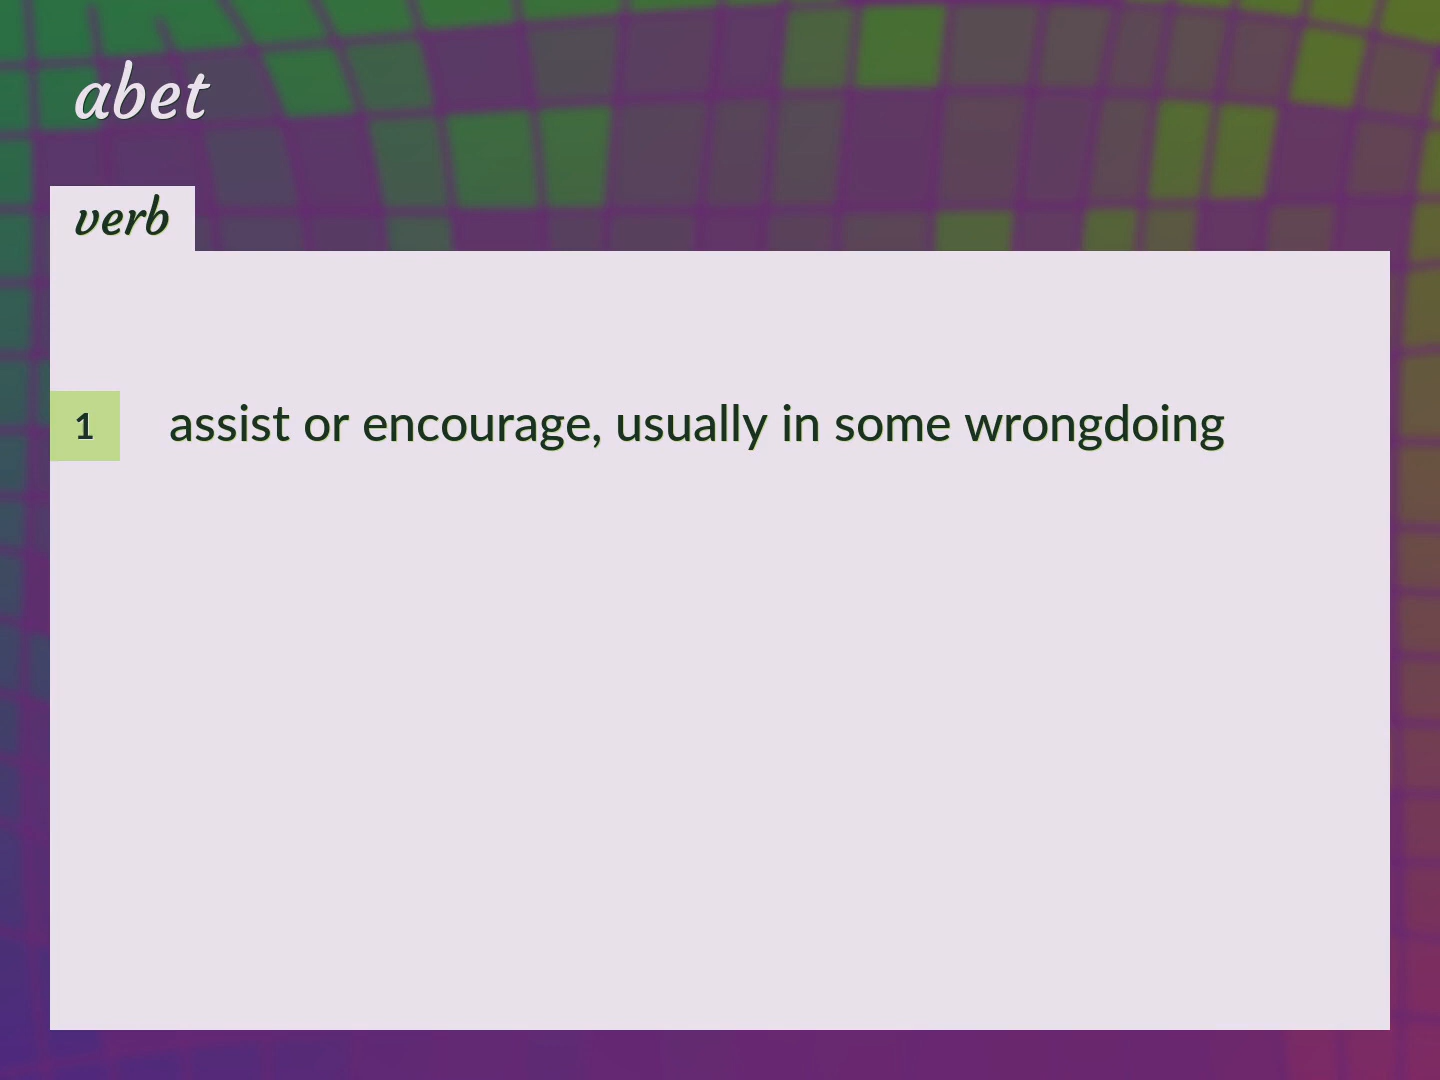 abet
verb
1 assist or encourage, usually in some wrongdoing